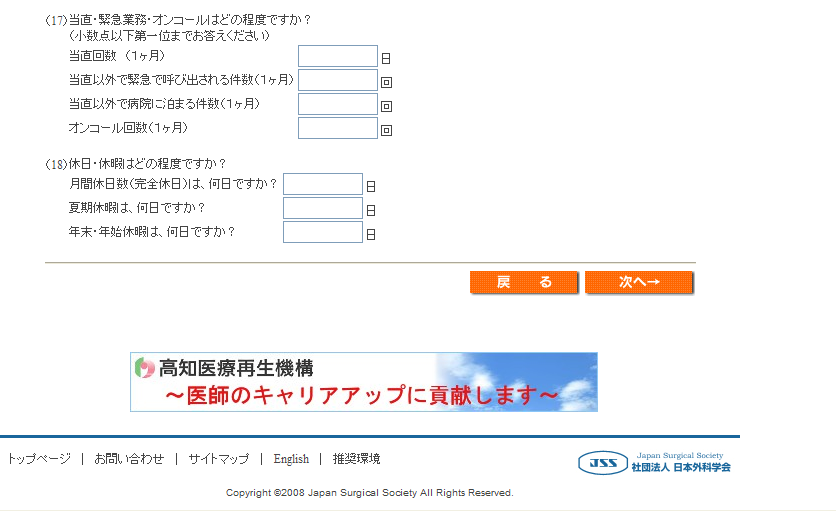 (17)当直・緊急業務・オンコールはどの程度ですか？
（小数点以下第一位までお答えください）
当直回数 （1ヶ月） 日
当直以外で緊急で呼び出される件数（1ヶ月） 回
当直以外で病院に泊まる件数（1ヶ月） 回
オンコール回数（1ヶ月） 回
(18)休日・休暇はどの程度ですか？
月間休日数（完全休日）は、何日ですか？ 日
夏期休暇は、何日ですか？ 日
年末・年始休暇は、何日ですか？ 日
戻 る 次へ→
高知医療再生機構
～医師のキャリアアップに貢献します～
トップページ | お問い合わせ | サイトマップ | English | 推奨環境
JSS Japan Surgical Society
社団法人 日本外科学会
Copyright ©2008 Japan Surgical Society All Rights Reserved.